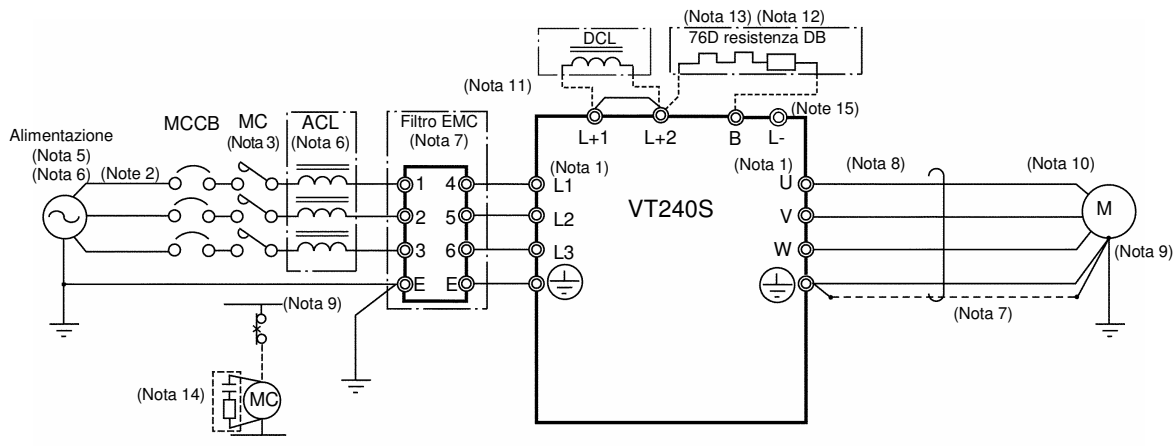 (Nota 13) (Nota 12)
DCL
76D resistenza DB
(Nota 11)
(Note 15)
L+1
L+2
B
L-
Alimentazione
(Nota 5)
(Nota 6)
(Note 2)
MCCB
MC
(Nota 3)
ACL
(Nota 6)
Filtro EMC
(Nota 7)
1
4
2
5
3
6
E
E
(Nota 1)
L1
L2
L3
VT240S
(Nota 1)
U
V
W
(Nota 8)
(Nota 10)
M
(Nota 9)
(Nota 7)
(Nota 9)
(Nota 14)
MC